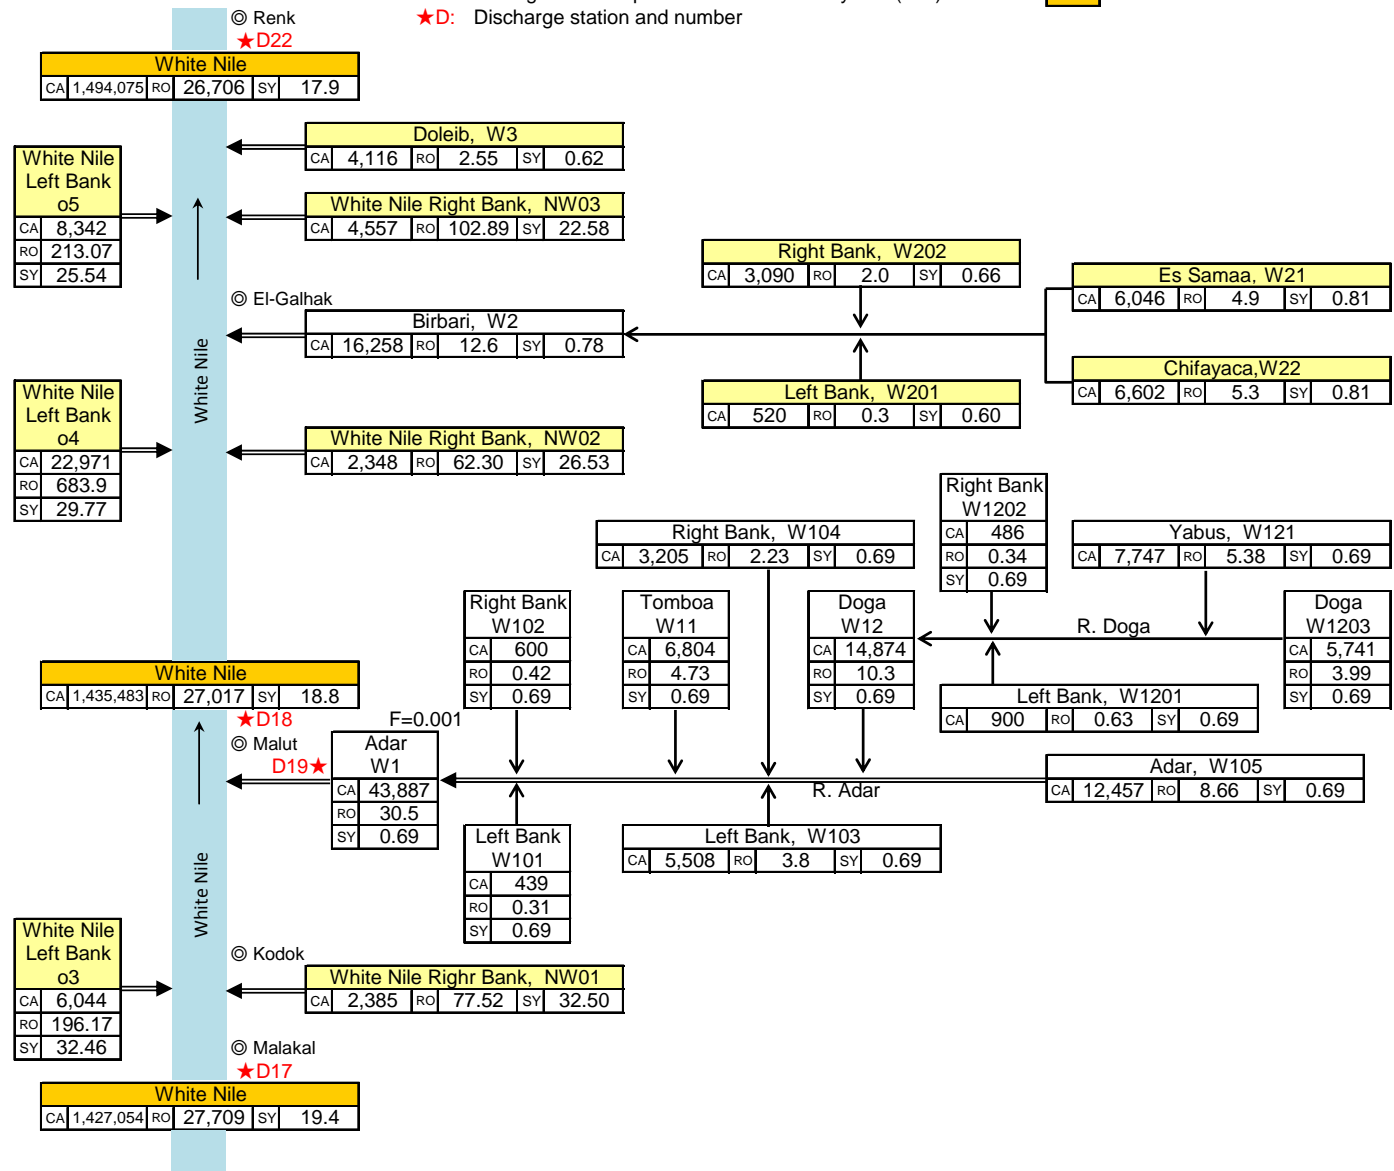 ◎ Renk
★D: Discharge station and number
★D22
White Nile
CA 1,494,075 RO 26,706 SY 17.9
Doleib, W3
CA 4,116 RO 2.55 SY 0.62
White Nile
Left Bank
o5
CA 8,342
RO 213.07
SY 25.54
White Nile Right Bank, NW03
CA 4,557 RO 102.89 SY 22.58
Right Bank, W202
CA 3,090 RO 2.0 SY 0.66
Es Samaa, W21
CA 6,046 RO 4.9 SY 0.81
◎ El-Galhak
Birbari, W2
CA 16,258 RO 12.6 SY 0.78
White Nile
Chifayaca,W22
CA 6,602 RO 5.3 SY 0.81
Left Bank, W201
CA 520 RO 0.3 SY 0.60
White Nile
Left Bank
o4
CA 22,971
RO 683.9
SY 29.77
White Nile Right Bank, NW02
CA 2,348 RO 62.30 SY 26.53
Right Bank
W1202
CA 486
RO 0.34
SY 0.69
Right Bank, W104
CA 3,205 RO 2.23 SY 0.69
Yabus, W121
CA 7,747 RO 5.38 SY 0.69
Right Bank
W102
CA 600
RO 0.42
SY 0.69
Tomboa
W11
CA 6,804
RO 4.73
SY 0.69
Doga
W12
CA 14,874
RO 10.3
SY 0.69
R. Doga
Doga
W1203
CA 5,741
RO 3.99
SY 0.69
Left Bank, W1201
CA 900 RO 0.63 SY 0.69
White Nile
CA 1,435,483 RO 27,017 SY 18.8
★D18
F=0.001
◎ Malut
D19★
Adar
W1
CA 43,887
RO 30.5
SY 0.69
R. Adar
Adar, W105
CA 12,457 RO 8.66 SY 0.69
Left Bank
W101
CA 439
RO 0.31
SY 0.69
Left Bank, W103
CA 5,508 RO 3.8 SY 0.69
White Nile
White Nile
Left Bank
o3
CA 6,044
RO 196.17
SY 32.46
◎ Kodok
White Nile Righr Bank, NW01
CA 2,385 RO 77.52 SY 32.50
◎ Malakal
★D17
White Nile
CA 1,427,054 RO 27,709 SY 19.4